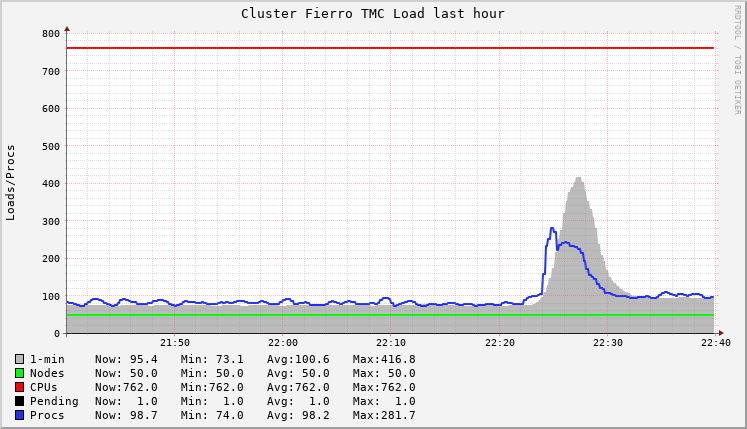 Cluster Fierro TMC Load last hour
RRDTOOL / TOBI OETIKER
Loads/Procs
800
700
600
500
400
300
200
100
0
21:50 22:00 22:10 22:20 22:30 22:40
1-min Now: 95.4 Min: 73.1 Avg:100.6 Max:416.8
Nodes Now: 50.0 Min: 50.0 Avg: 50.0 Max: 50.0
CPUs Now:762.0 Min:762.0 Avg:762.0 Max:762.0
Pending Now: 1.0 Min: 1.0 Avg: 1.0 Max: 1.0
Procs Now: 98.7 Min: 74.0 Avg: 98.2 Max:281.7